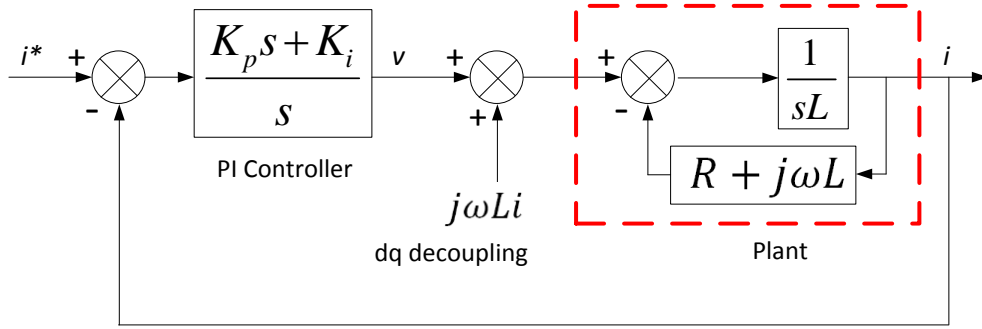 i*
+
-
K_p s + K_i
s
PI Controller
v
+
+
jωLi
dq decoupling
+
-
1
sL
R + jωL
Plant
i